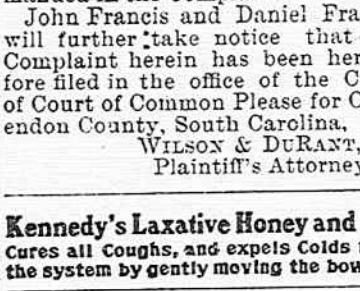 John Francis and Daniel Fra
will further take notice that
Complaint herein has been her
fore filed in the office of the C
of Court of Common Please for C
endon County, South Carolina,
WILSON & DURANT,
Plaintiff's Attorney
Kennedy's Laxative Honey and
Cures all Coughs, and expels Colds
the system by gently moving the bow